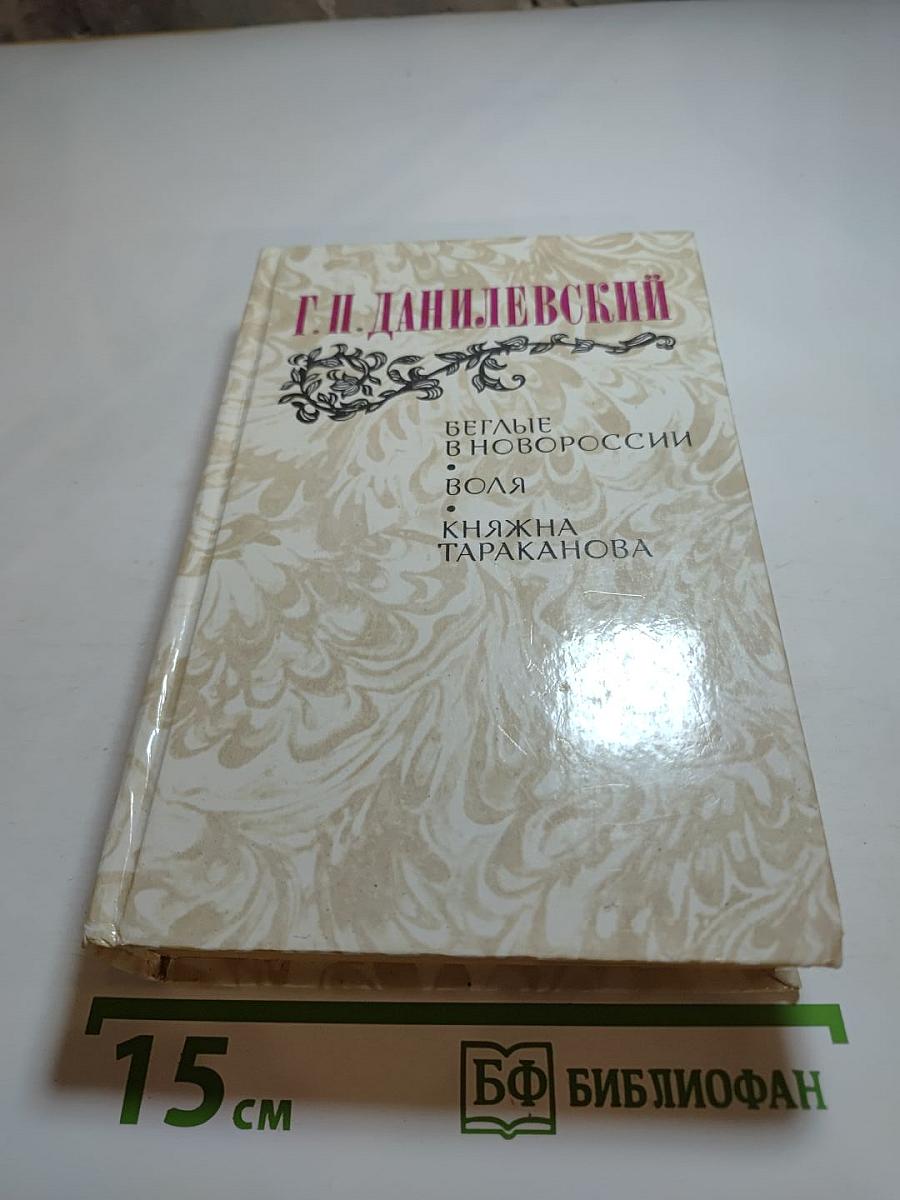 Г.П.ДАНИЛЕВСКИЙ
БЕГЛЫЕ
В НОВОРОССИИ
•
ВОЛЯ
•
КНЯЖНА
ТАРАКАНОВА
15 см
БФ БИБЛИОФАН